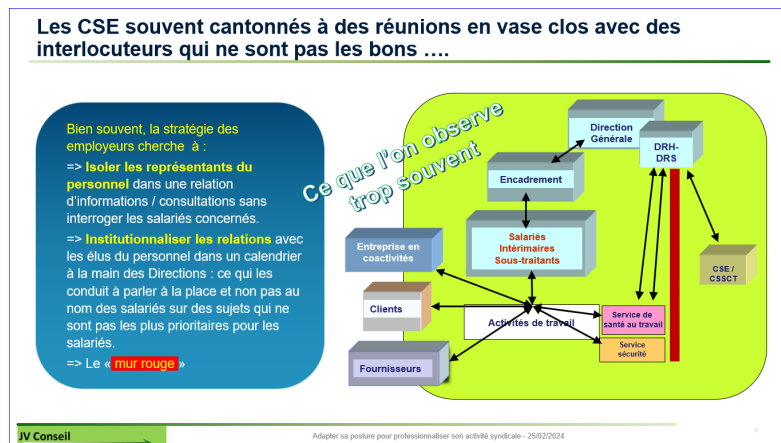 Les CSE souvent cantonnés à des réunions en vase clos avec des
interlocuteurs qui ne sont pas les bons ….
Bien souvent, la stratégie des
employeurs cherche à :
=> Isoler les représentants du
personnel dans une relation
d'informations / consultations sans
interroger les salariés concernés.
=> Institutionnaliser les relations avec
les élus du personnel dans un calendrier
à la main des Directions : ce qui les
conduit à parler à la place et non pas au
nom des salariés sur des sujets qui ne
sont pas les plus prioritaires pour les
salariés.
=> Le « mur rouge »
Ce que l'on observe
trop souvent
Direction
Générale
DRH-
DRS
Encadrement
Salariés
Intérimaires
Sous-traitants
Entreprise en
coactivités
CSE /
CSSCT
Clients
Activités de travail
Service de
santé au travail
Service
sécurité
Fournisseurs
JV Conseil
Adapter sa posture pour professionnaliser son activité syndicale - 25/02/2024